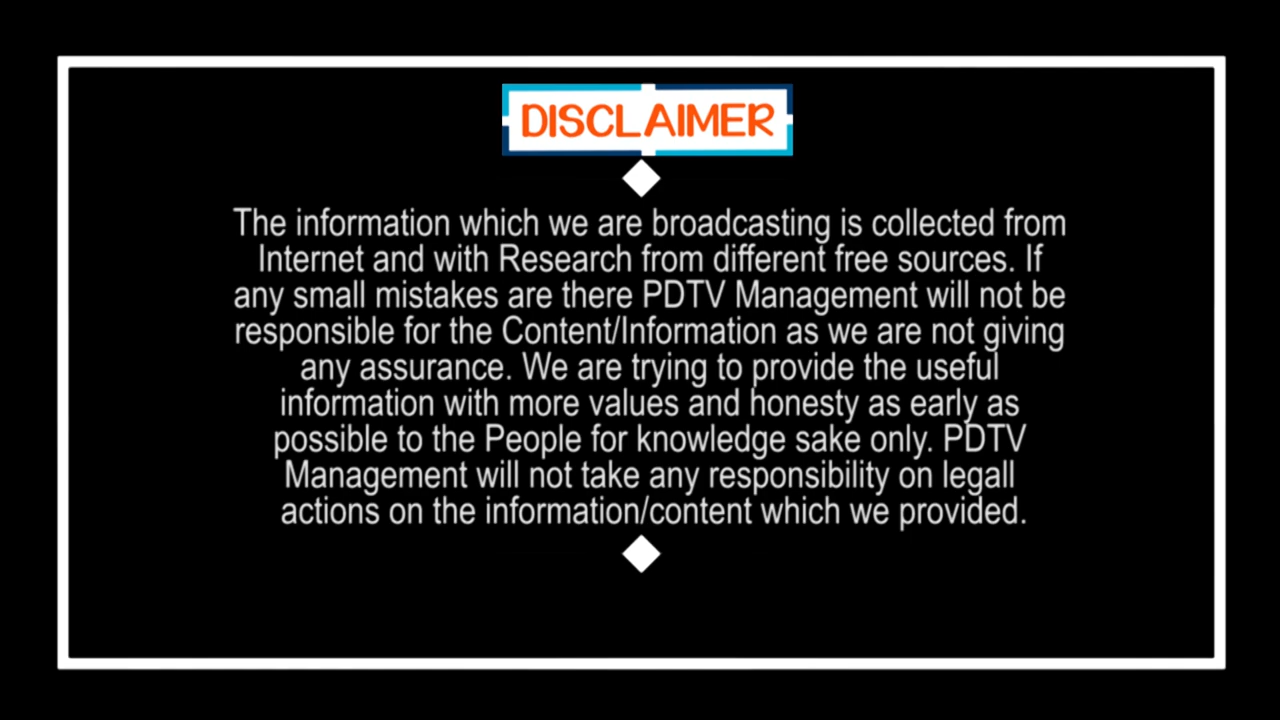 DISCLAIMER
The information which we are broadcasting is collected from
Internet and with Research from different free sources. If
any small mistakes are there PDTV Management will not be
responsible for the Content/Information as we are not giving
any assurance. We are trying to provide the useful
information with more values and honesty as early as
possible to the People for knowledge sake only. PDTV
Management will not take any responsibility on legall
actions on the information/content which we provided.